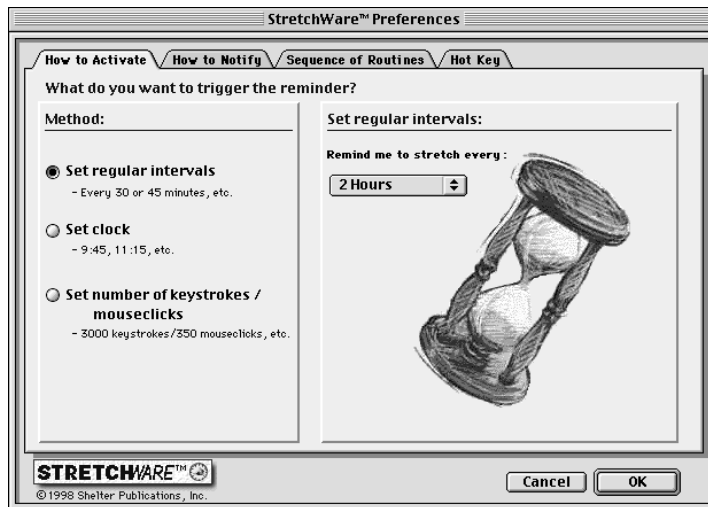 StretchWare™ Preferences
How to Activate
How to Notify
Sequence of Routines
Hot Key
What do you want to trigger the reminder?
Method:
Set regular intervals
- Every 30 or 45 minutes, etc.
Set clock
- 9:45, 11:15, etc.
Set number of keystrokes /
mouseclicks
- 3000 keystrokes/350 mouseclicks, etc.
Set regular intervals:
Remind me to stretch every:
2 Hours
STRETCHWARE™
©1998 Shelter Publications, Inc.
Cancel
OK